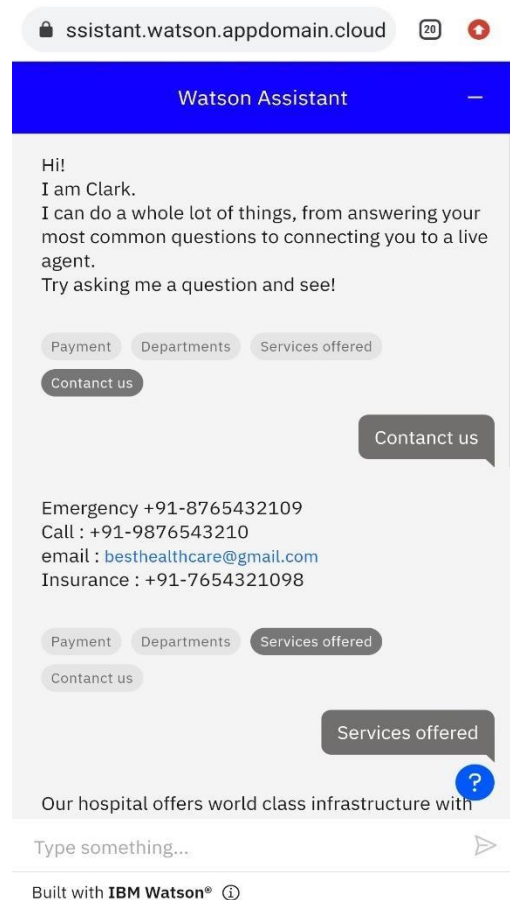 ssistant.watson.appdomain.cloud 20
Watson Assistant
Hi!
I am Clark.
I can do a whole lot of things, from answering your
most common questions to connecting you to a live
agent.
Try asking me a question and see!
Payment Departments Services offered
Contanct us
Contanct us
Emergency +91-8765432109
Call : +91-9876543210
email : besthealthcare@gmail.com
Insurance : +91-7654321098
Payment Departments Services offered
Contanct us
Services offered
?
Our hospital offers world class infrastructure with
Type something...
Built with IBM Watson® ⓘ